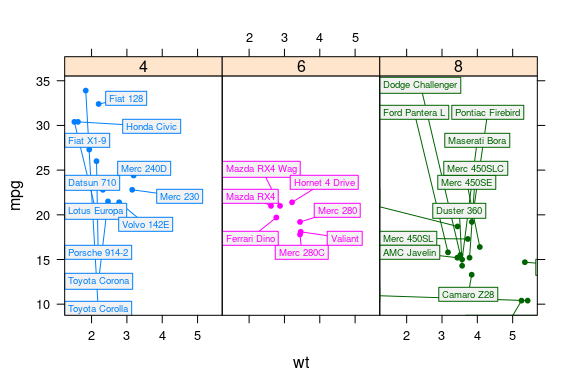 2 3 4 5
4 6 8
35
30
25
20
15
10
mpg
Fiat 128
Honda Civic
Fiat X1-9
Merc 240D
Datsun 710
Merc 230
Lotus Europa
Volvo 142E
Porsche 914-2
Toyota Corona
Toyota Corolla
Mazda RX4 Wag
Hornet 4 Drive
Mazda RX4
Merc 280
Ferrari Dino
Valiant
Merc 280C
Dodge Challenger
Ford Pantera L
Pontiac Firebird
Maserati Bora
Merc 450SLC
Merc 450SE
Duster 360
Merc 450SL
AMC Javelin
Camaro Z28
2 3 4 5 2 3 4 5
wt